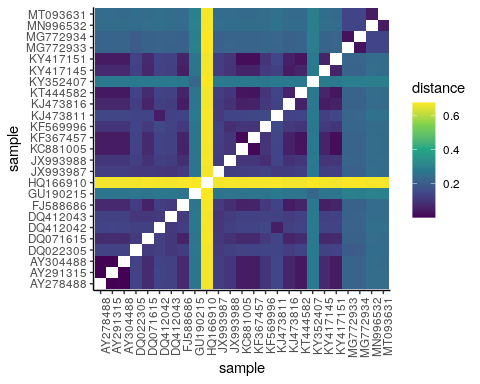 MT093631
MN996532
MG772934
MG772933
KY417151
KY417145
KY352407
KT444582
KJ473816
KJ473811
KF569996
KF367457
KC881005
JX993988
JX993987
HQ166910
GU190215
FJ588686
DQ412043
DQ412042
DQ071615
DQ022305
AY304488
AY291315
AY278488
sample
distance
0.6
0.4
0.2
AY278488
AY291315
AY304488
DQ022305
DQ071615
DQ412042
DQ412043
FJ588686
GU190215
HQ166910
JX993987
JX993988
KC881005
KF367457
KF569996
KJ473811
KJ473816
KT444582
KY352407
KY417145
KY417151
MG772933
MG772934
MN996532
MT093631
sample